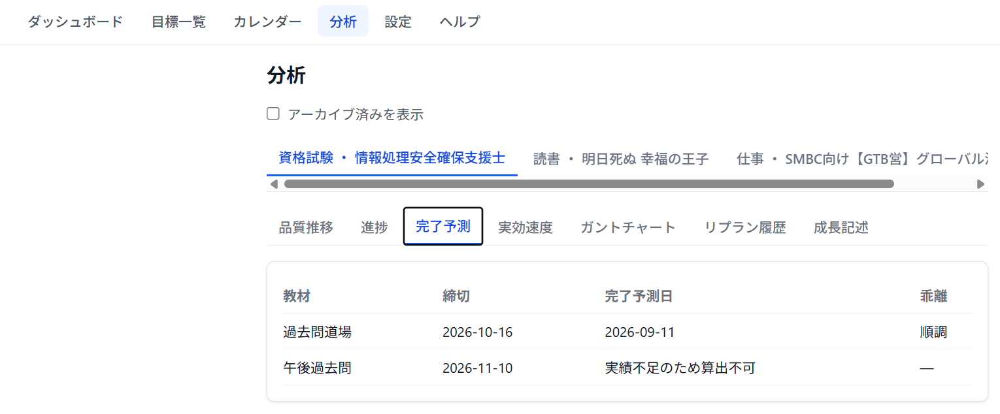 ダッシュボード 目標一覧 カレンダー 分析 設定 ヘルプ
分析
アーカイブ済みを表示
資格試験 ・ 情報処理安全確保支援士 読書 ・ 明日死ぬ 幸福の王子 仕事 ・ SMBC向け【GTB営】グローバル
品質推移 進捗 完了予測 実効速度 ガントチャート リプラン履歴 成長記述
教材 締切 完了予測日 乖離
過去問道場 2026-10-16 2026-09-11 順調
午後過去問 2026-11-10 実績不足のため算出不可 —